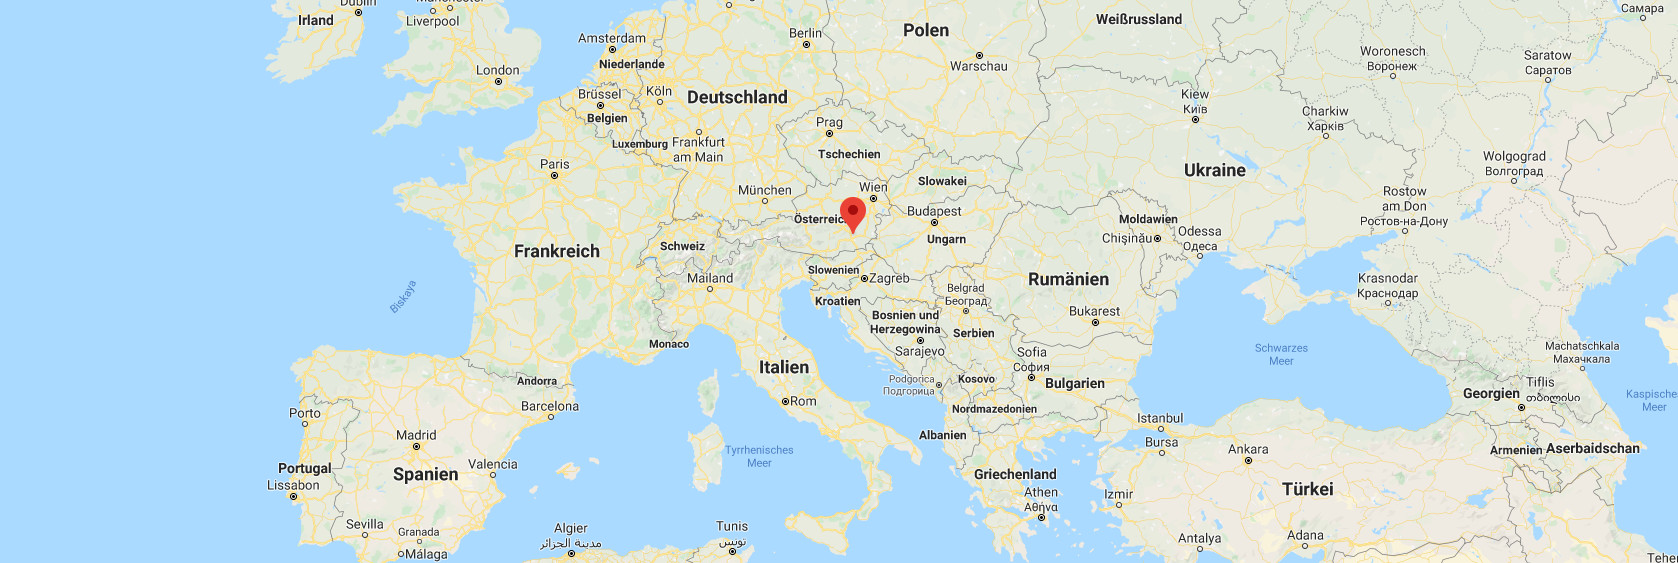 Dublin
Irland
Liverpool
Manchester
Polen
Weißrussland
Самара
Berlin
Amsterdam
Niederlande
Warschau
Woronesch
Воронеж
Saratow
Саратов
London
Brüssel
Belgien
Köln
Deutschland
Kiew
Київ
Charkiw
Харків
Prag
Tschechien
Luxemburg
Frankfurt
am Main
Paris
Ukraine
Wolgograd
Волгоград
München
Wien
Slowakei
Rostow
am Don
Ростов-на-Дону
Österreich
Budapest
Ungarn
Moldawien
Chișinău
Odessa
Одеса
Frankreich
Schweiz
Mailand
Slowenien
Zagreb
Rumänien
Krasnodar
Краснодар
Biskaya
Kroatien
Belgrad
Београд
Bukarest
Bosnien und
Herzegowina
Serbien
Monaco
Sarajevo
Sofia
София
Schwarzes
Meer
Machatschkala
Махачкала
Italien
Andorra
Podgorica
Подгорица
Kosovo
Bulgarien
Georgien
Tiflis
თბილისი
Kaspisches
Meer
Rom
Porto
Barcelona
Nordmazedonien
Istanbul
Bursa
Albanien
Madrid
Tyrrhenisches
Meer
Ankara
Armenien
Aserbaidschan
Portugal
Lissabon
Spanien
Valencia
Griechenland
Türkei
Athen
Αθήνα
Izmir
Sevilla
Granada
Málaga
Algier
مدينة الجزائر
Tunis
تونس
Antalya
Adana